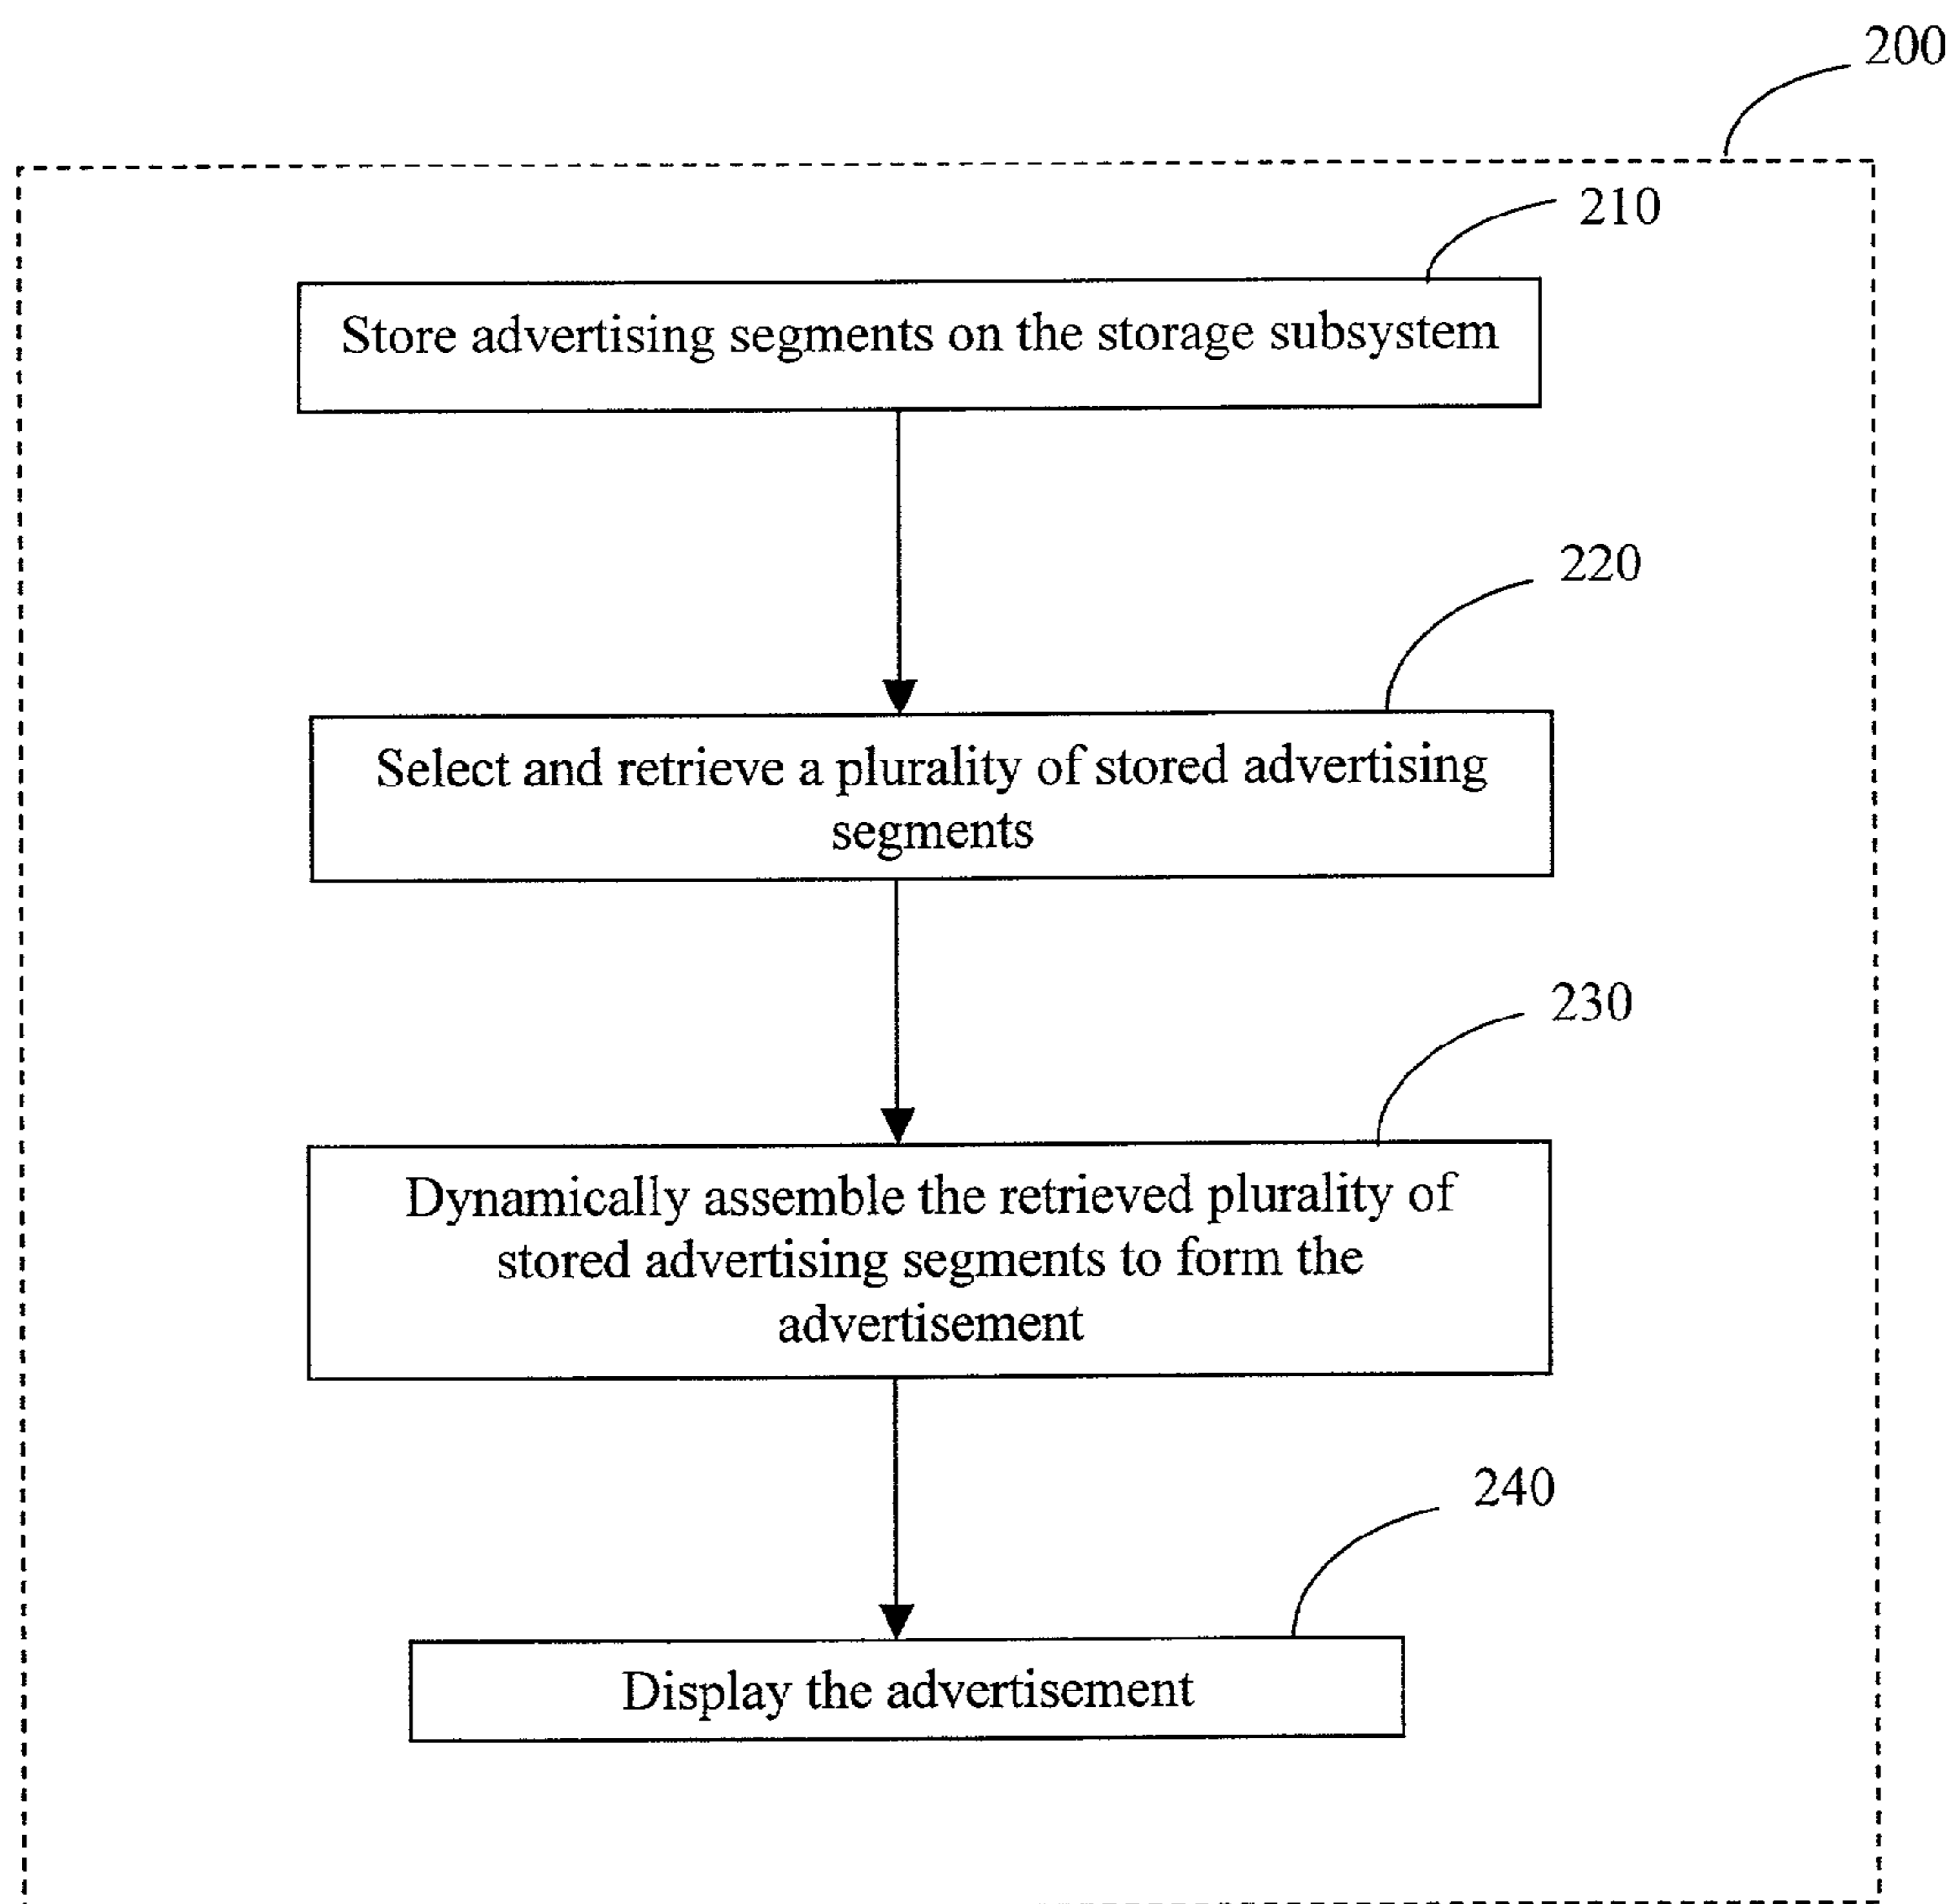 200
210
Store advertising segments on the storage subsystem
220
Select and retrieve a plurality of stored advertising
segments
230
Dynamically assemble the retrieved plurality of
stored advertising segments to form the
advertisement
240
Display the advertisement